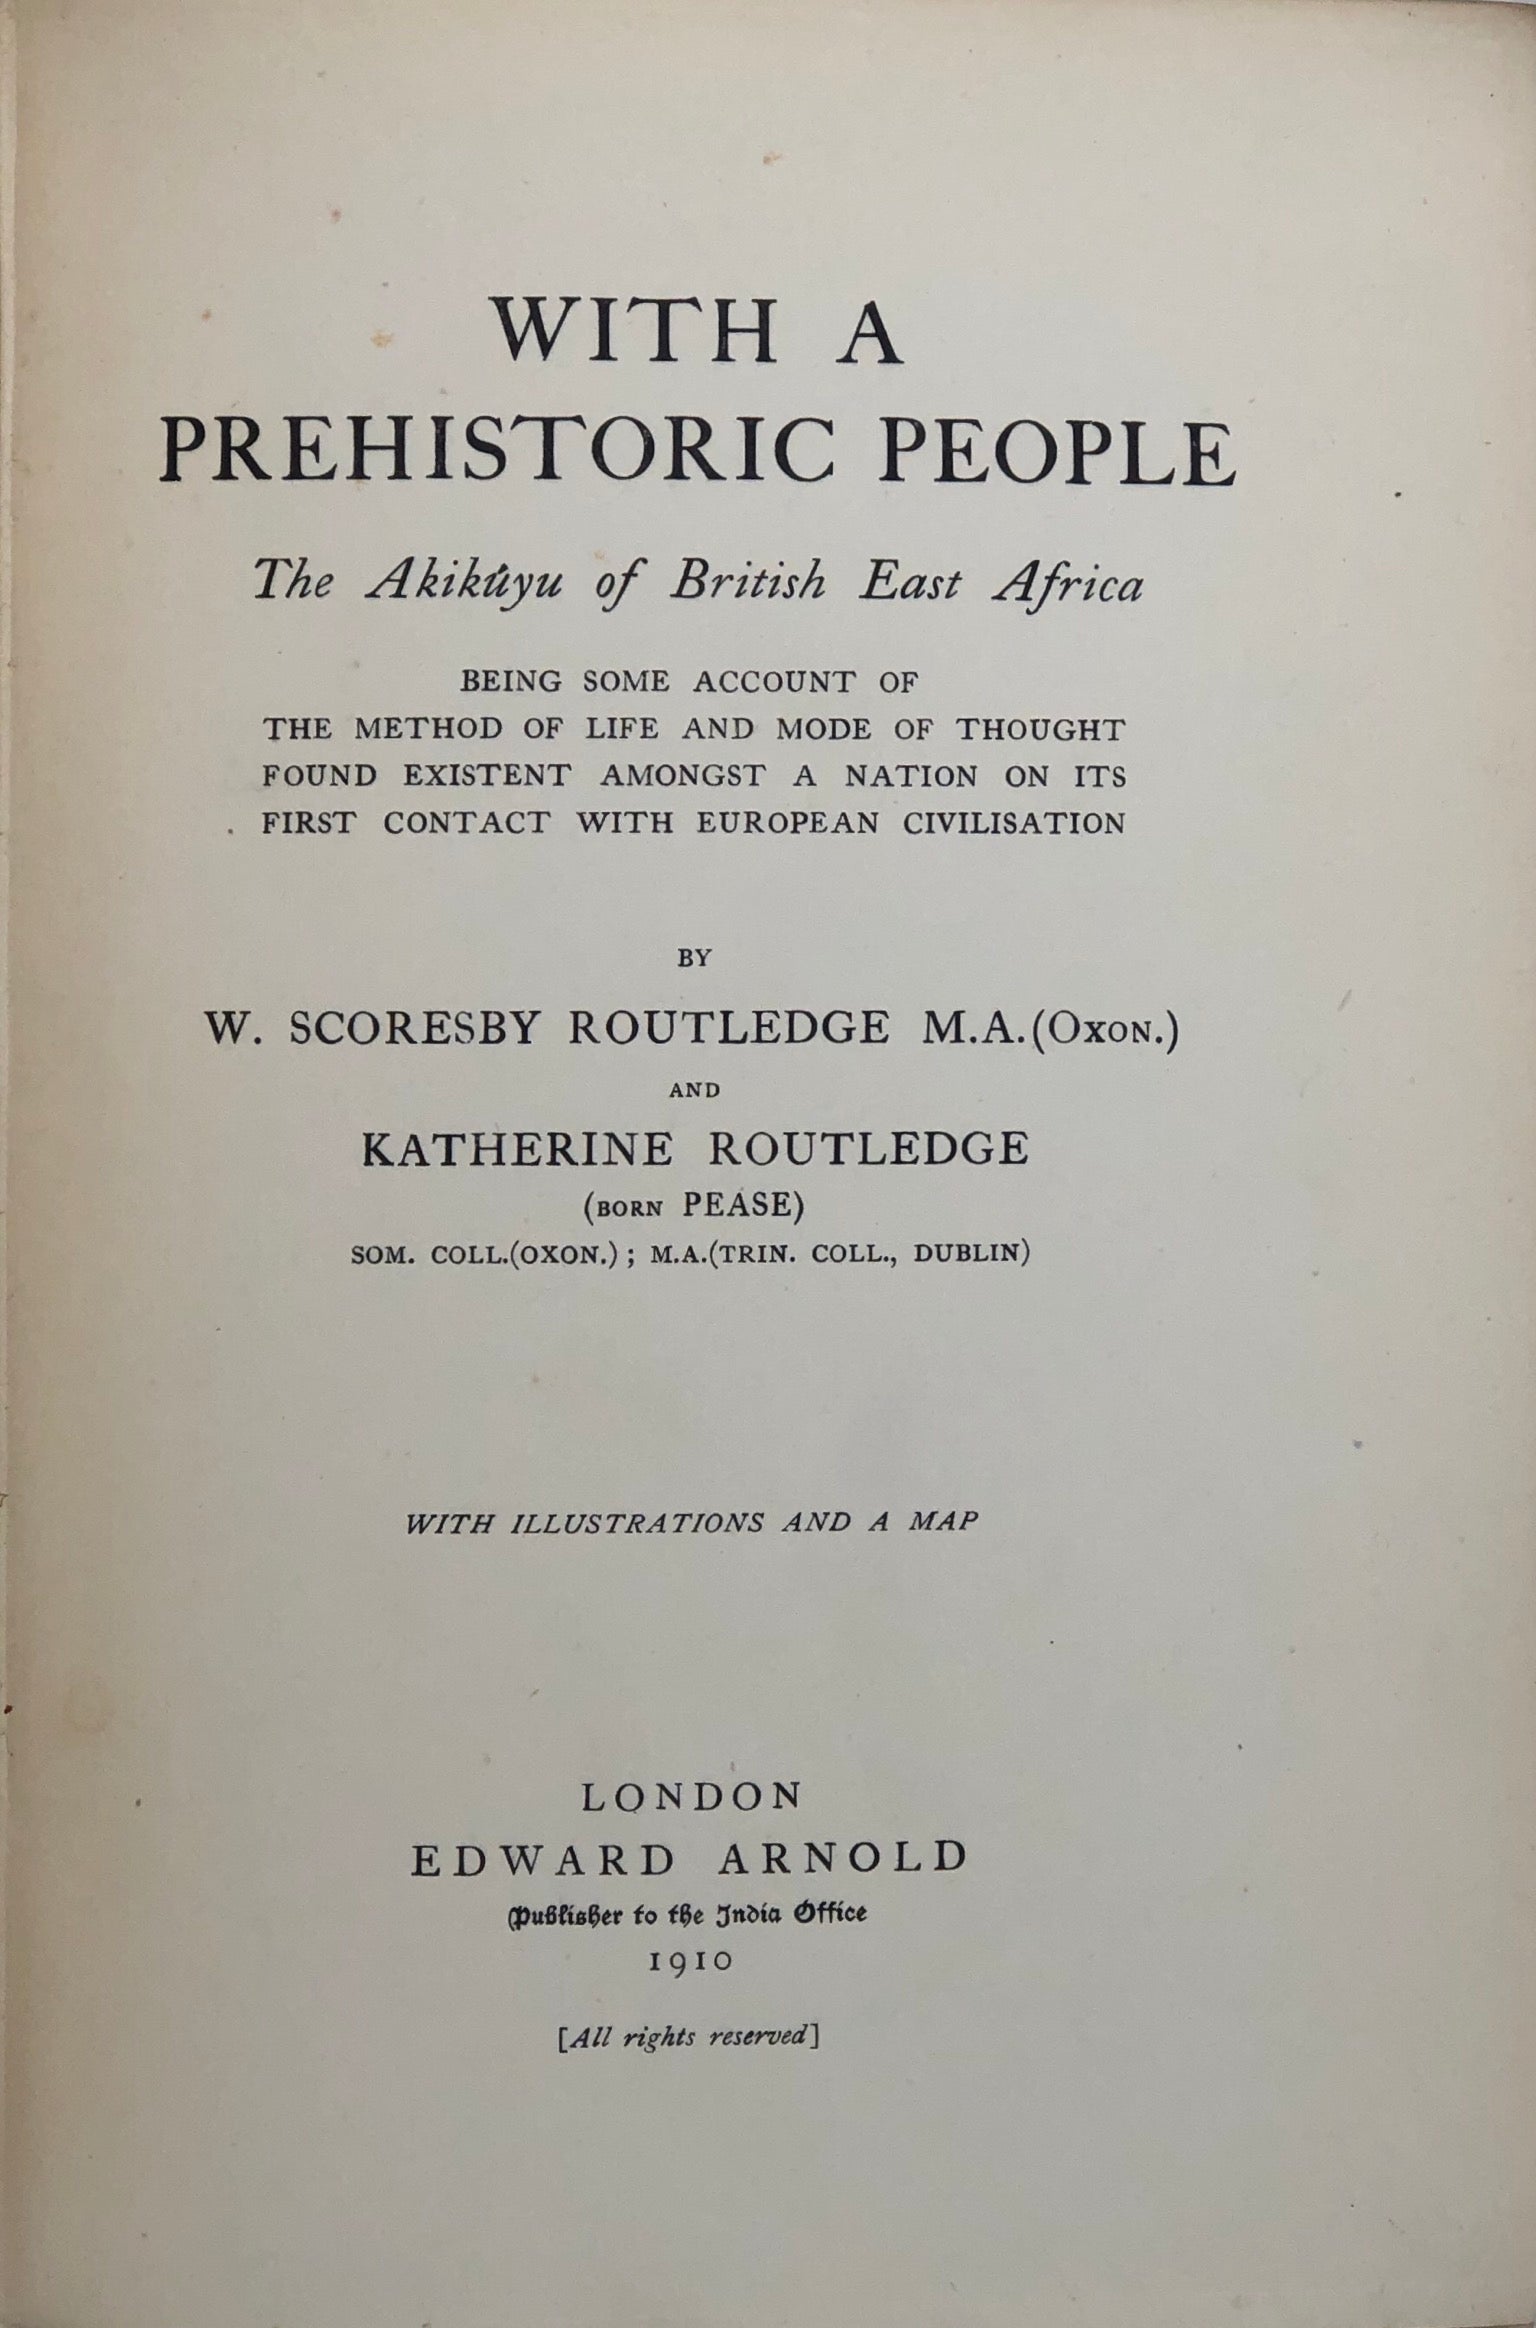 WITH A
PREHISTORIC PEOPLE
The Akikúyu of British East Africa
BEING SOME ACCOUNT OF
THE METHOD OF LIFE AND MODE OF THOUGHT
FOUND EXISTENT AMONGST A NATION ON ITS
FIRST CONTACT WITH EUROPEAN CIVILISATION
BY
W. SCORESBY ROUTLEDGE M.A.(OXON.)
AND
KATHERINE ROUTLEDGE
(BORN PEASE)
SOM. COLL.(OXON.); M.A.(TRIN. COLL., DUBLIN)
WITH ILLUSTRATIONS AND A MAP
LONDON
EDWARD ARNOLD
Publisher to the India Office
1910
[All rights reserved]